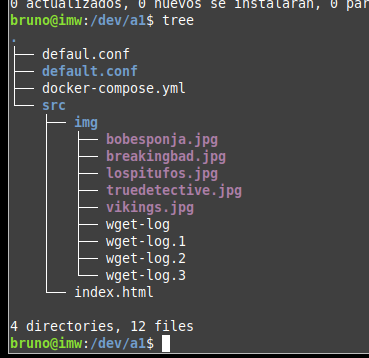 0 actualizados, 0 nuevos se instalarán, 0 par
bruno@imw:/dev/a1$ tree
.
├── defaul.conf
├── default.conf
├── docker-compose.yml
└── src
    ├── img
    │   ├── bobesponja.jpg
    │   ├── breakingbad.jpg
    │   ├── lospitufos.jpg
    │   ├── truedetective.jpg
    │   ├── vikings.jpg
    │   ├── wget-log
    │   ├── wget-log.1
    │   ├── wget-log.2
    │   └── wget-log.3
    └── index.html
4 directories, 12 files
bruno@imw:/dev/a1$